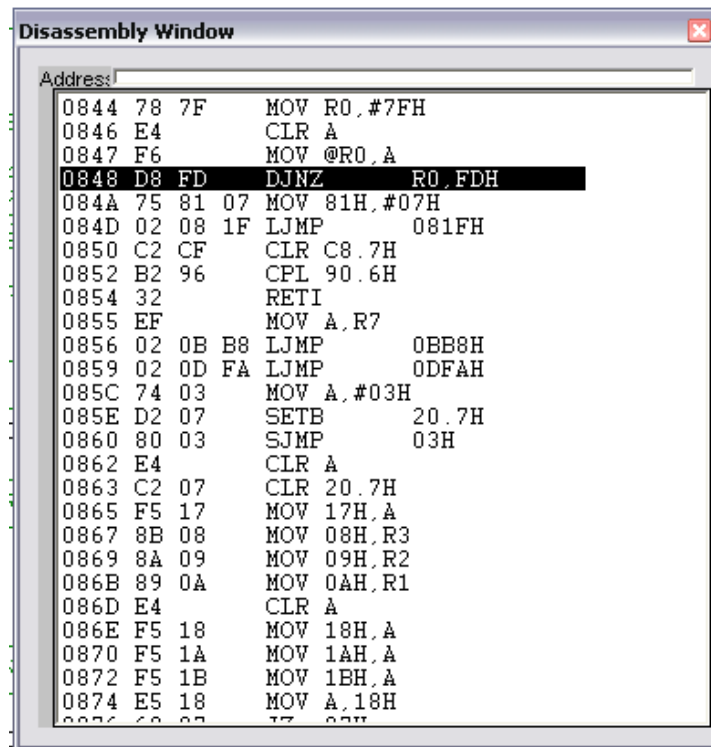 Disassembly Window
Address
0844 78 7F MOV R0,#7FH
0846 E4 CLR A
0847 F6 MOV @R0,A
0848 D8 FD DJNZ R0,FDH
084A 75 81 07 MOV 81H,#07H
084D 02 08 1F LJMP 081FH
0850 C2 CF CLR C8.7H
0852 B2 96 CPL 90.6H
0854 32 RETI
0855 EF MOV A,R7
0856 02 0B B8 LJMP 0BB8H
0859 02 0D FA LJMP 0DFAH
085C 74 03 MOV A,#03H
085E D2 07 SETB 20.7H
0860 80 03 SJMP 03H
0862 E4 CLR A
0863 C2 07 CLR 20.7H
0865 F5 17 MOV 17H,A
0867 8B 08 MOV 08H,R3
0869 8A 09 MOV 09H,R2
086B 89 0A MOV 0AH,R1
086D E4 CLR A
086E F5 18 MOV 18H,A
0870 F5 1A MOV 1AH,A
0872 F5 1B MOV 1BH,A
0874 E5 18 MOV A,18H